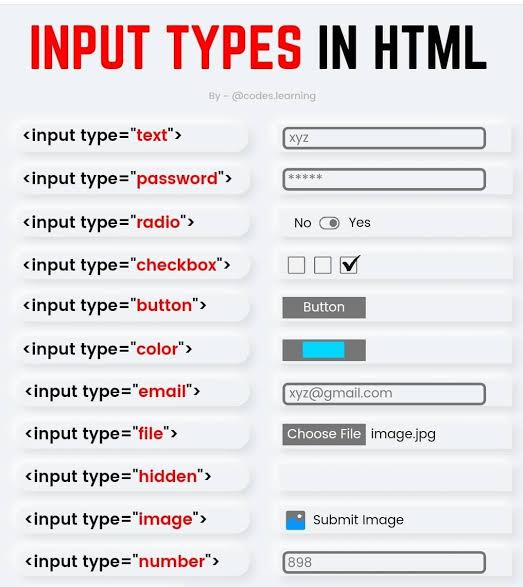 INPUT TYPES IN HTML
By - @codes.learning
<input type="text"> xyz
<input type="password"> *****
<input type="radio"> No Yes
<input type="checkbox">
<input type="button"> Button
<input type="color">
<input type="email"> xyz@gmail.com
<input type="file"> Choose File image.jpg
<input type="hidden">
<input type="image"> Submit Image
<input type="number"> 898